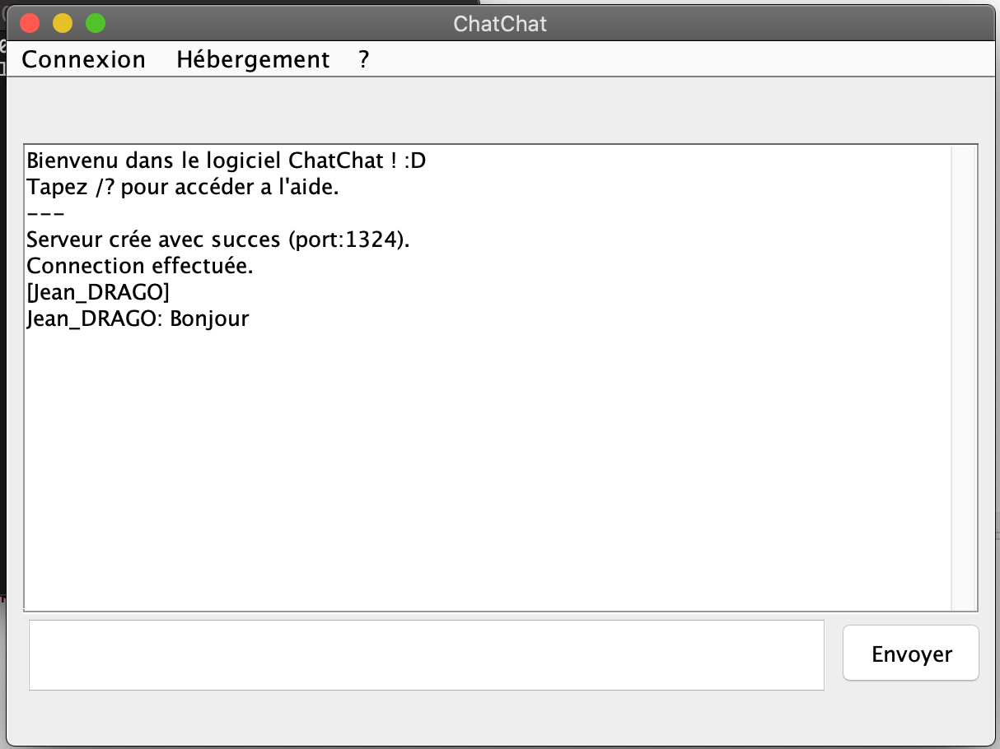 ChatChat
Connexion Hébergement ?
Bienvenu dans le logiciel ChatChat ! :D
Tapez /? pour accéder a l'aide.
---
Serveur crée avec succes (port:1324).
Connection effectuée.
[Jean_DRAGO]
Jean_DRAGO: Bonjour
Envoyer